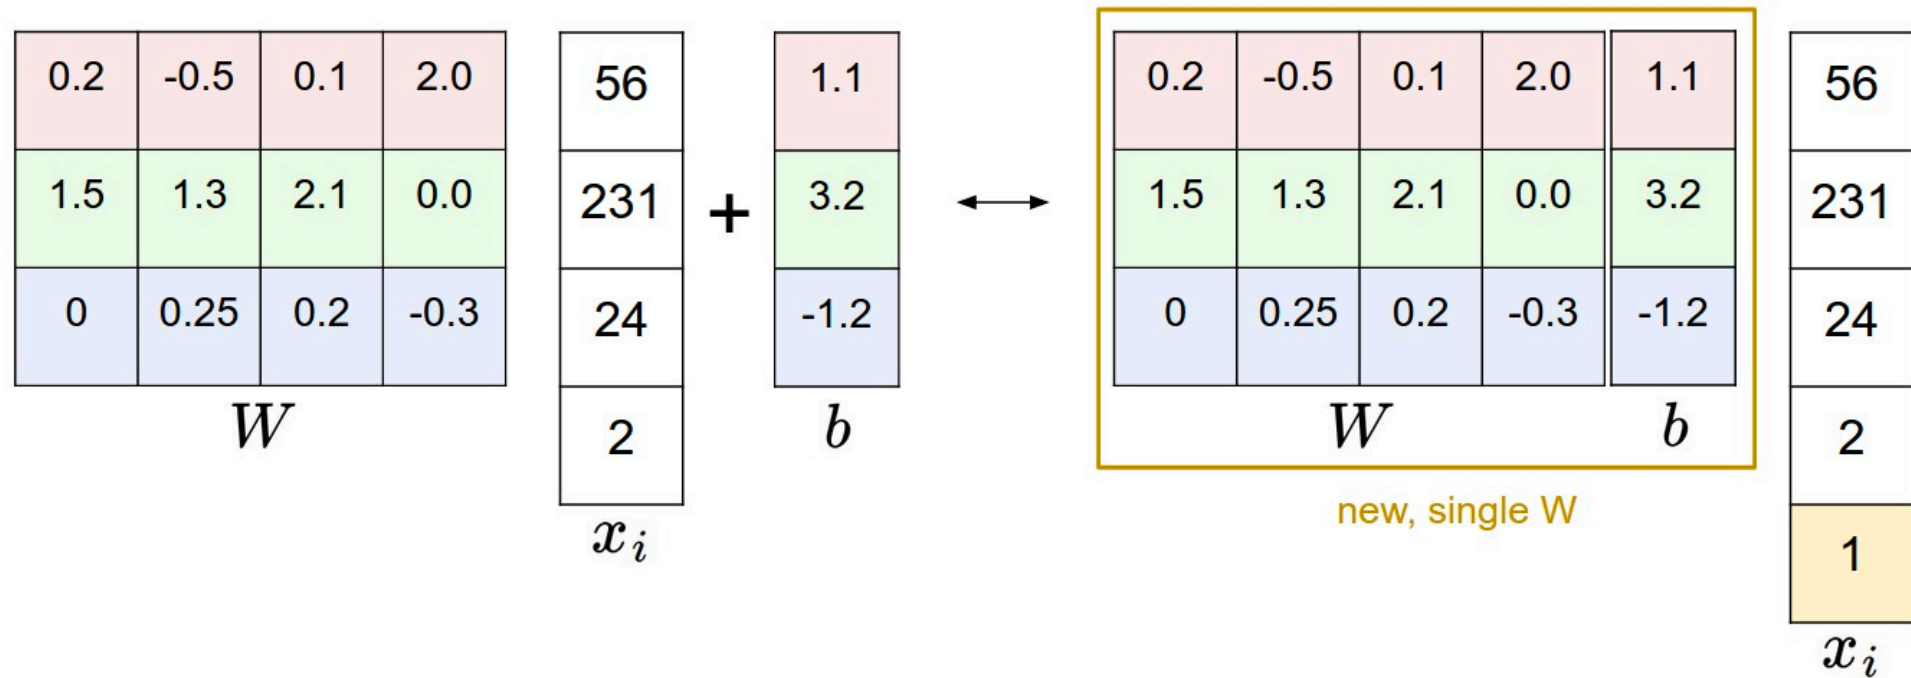 0.2 -0.5 0.1 2.0 56 1.1 0.2 -0.5 0.1 2.0 1.1 56
1.5 1.3 2.1 0.0 231 + 3.2 1.5 1.3 2.1 0.0 3.2 231
0 0.25 0.2 -0.3 24 -1.2 0 0.25 0.2 -0.3 -1.2 24
W 2 b W b 2
new, single W
x_i 1
x_i